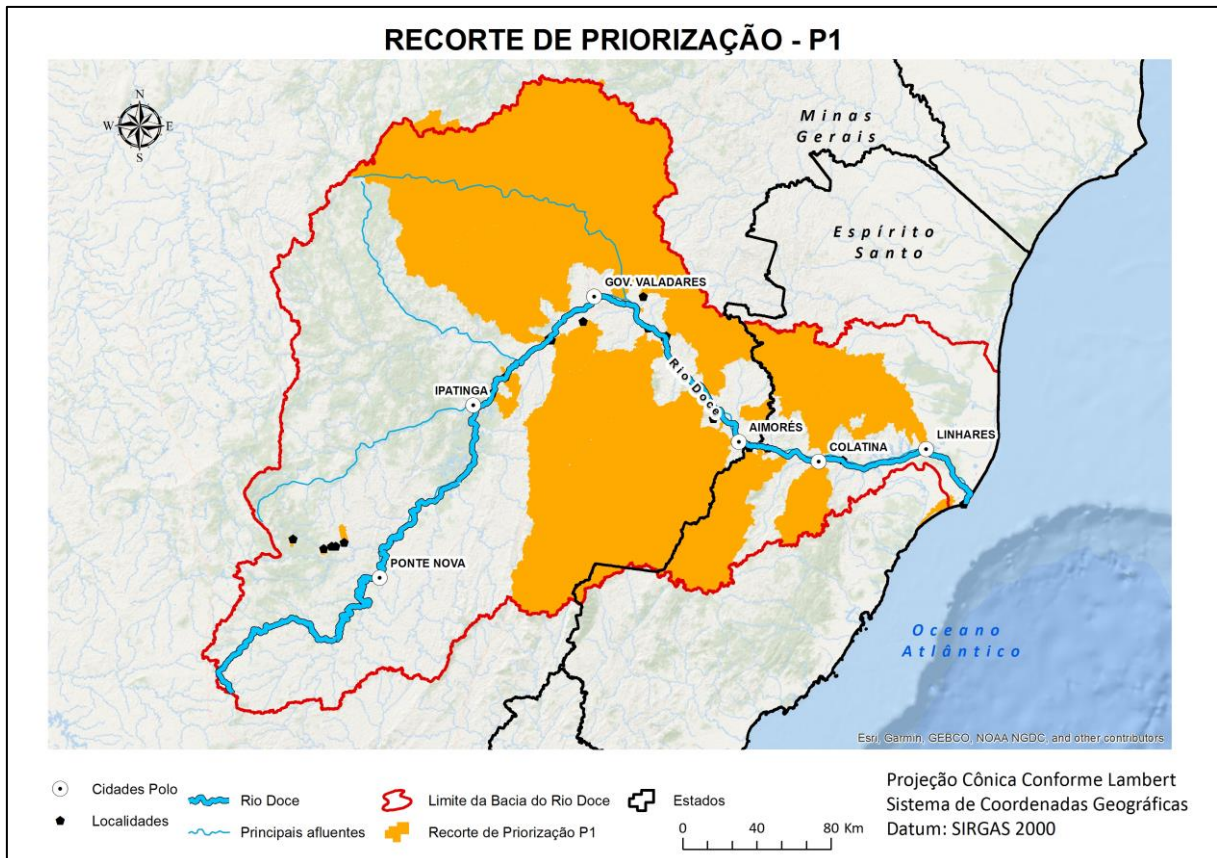 RECORTE DE PRIORIZAÇÃO - P1
N
W
E
S
Minas
Gerais
Espírito
Santo
GOV. VALADARES
Rio Doce
IPATINGA
AIMORÉS
LINHARES
COLATINA
PONTE NOVA
Oceano
Atlântico
Esri, Garmin, GEBCO, NOAA NGDC, and other contributors
Cidades Polo
Localidades
Rio Doce
Principais afluentes
Limite da Bacia do Rio Doce
Recorte de Priorização P1
Estados
0 40 80 Km
Projeção Cônica Conforme Lambert
Sistema de Coordenadas Geográficas
Datum: SIRGAS 2000